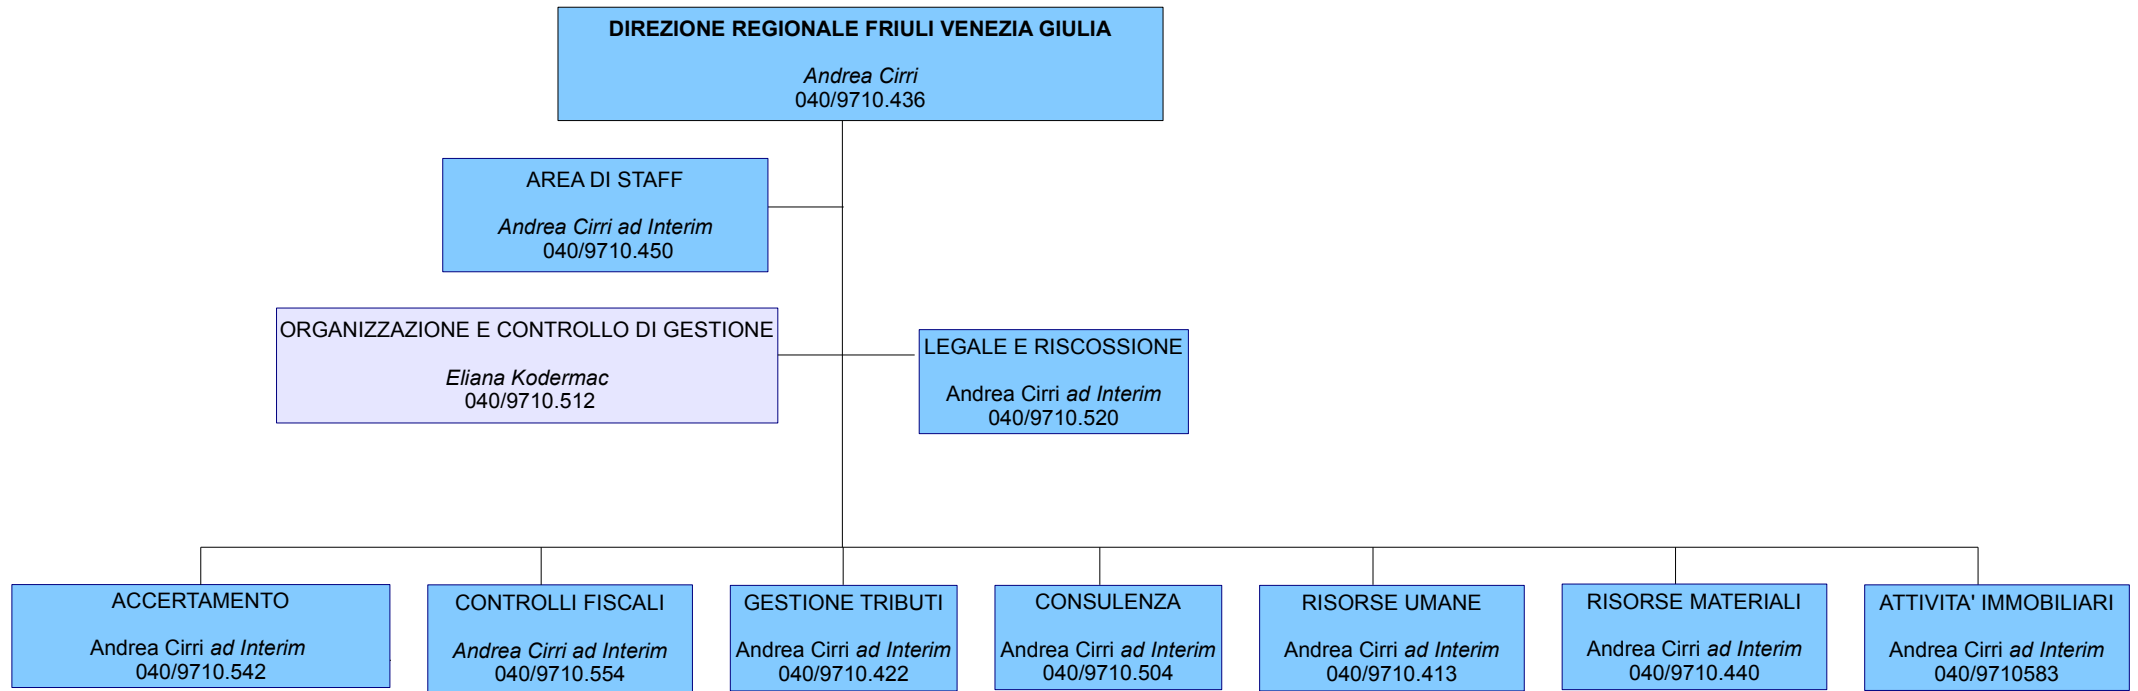 DIREZIONE REGIONALE FRIULI VENEZIA GIULIA
Andrea Cirri
040/9710.436
AREA DI STAFF
Andrea Cirri ad Interim
040/9710.450
ORGANIZZAZIONE E CONTROLLO DI GESTIONE
Eliana Kodermac
040/9710.512
LEGALE E RISCOSSIONE
Andrea Cirri ad Interim
040/9710.520
ACCERTAMENTO
Andrea Cirri ad Interim
040/9710.542
CONTROLLI FISCALI
Andrea Cirri ad Interim
040/9710.554
GESTIONE TRIBUTI
Andrea Cirri ad Interim
040/9710.422
CONSULENZA
Andrea Cirri ad Interim
040/9710.504
RISORSE UMANE
Andrea Cirri ad Interim
040/9710.413
RISORSE MATERIALI
Andrea Cirri ad Interim
040/9710.440
ATTIVITA' IMMOBILIARI
Andrea Cirri ad Interim
040/9710583